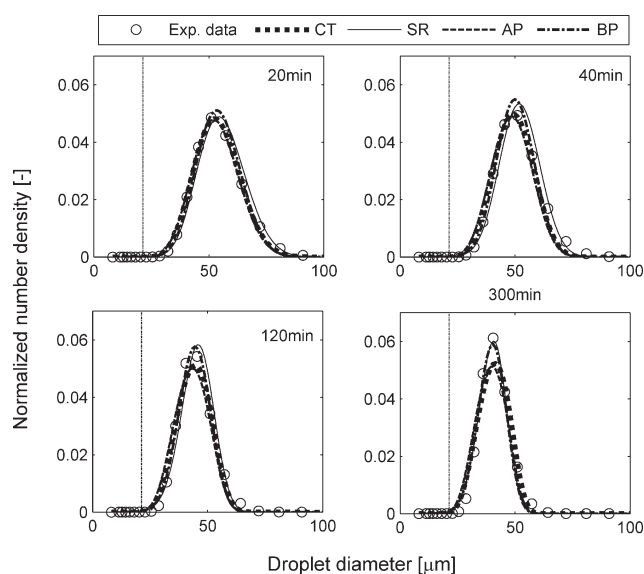 Exp. data CT SR AP BP
20min
40min
0.06
0.04
0.02
0
0 50 100
0.06
0.04
0.02
0
0 50 100
120min
300min
0.06
0.04
0.02
0
0 50 100
0.06
0.04
0.02
0
0 50 100
Normalized number density [-]
Droplet diameter [μm]